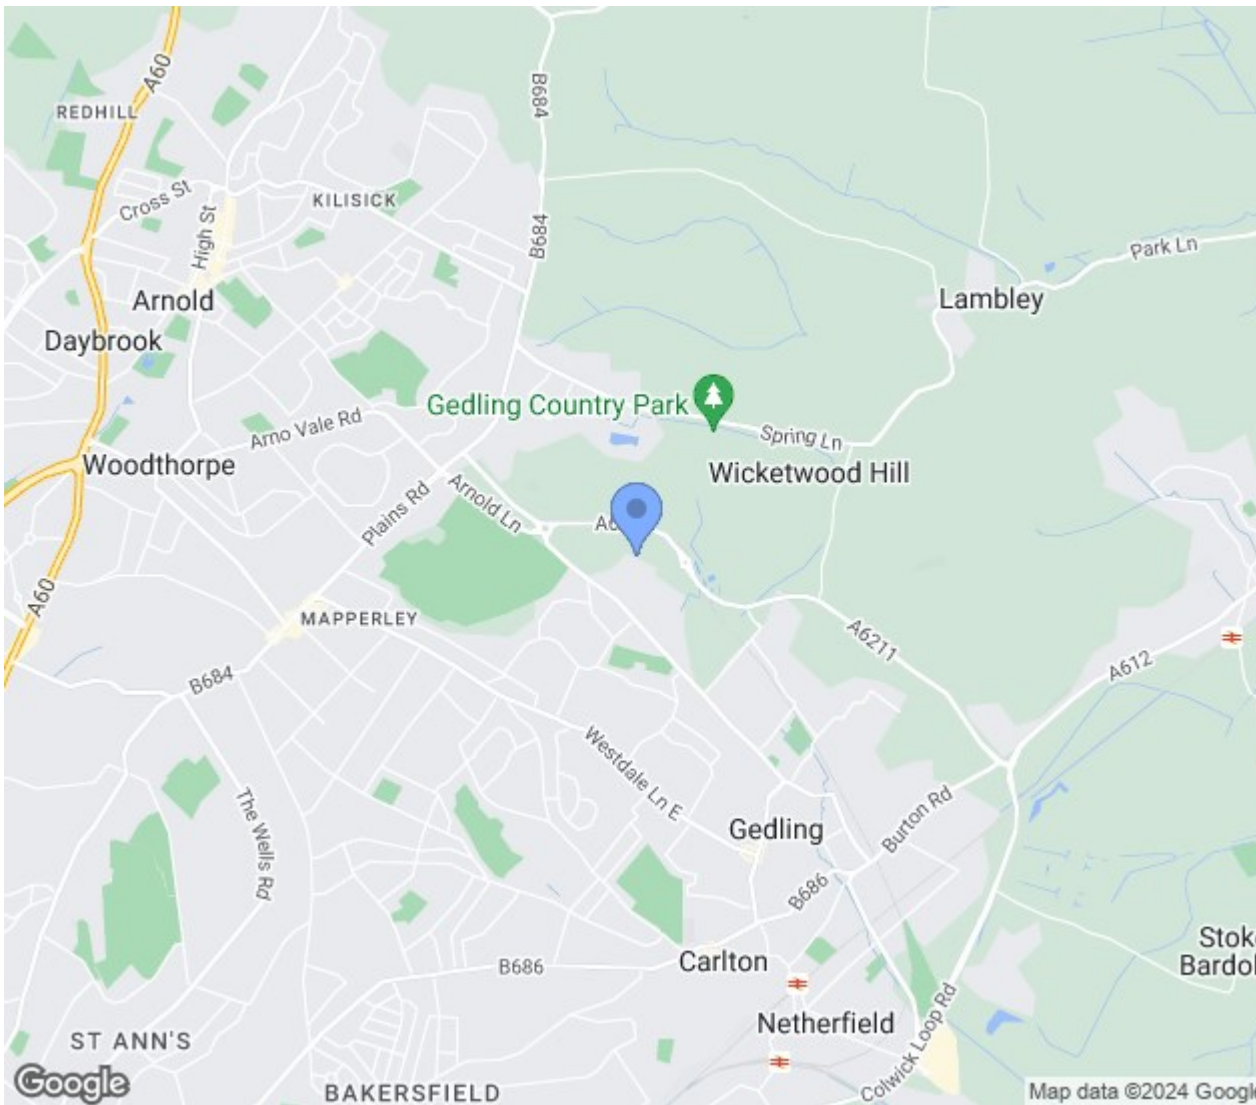 A60
REDHILL
B684
Cross St
KILISICK
High St
B684
Park Ln
Arnold
Lambley
Daybrook
Gedling Country Park
Arno Vale Rd
Spring Ln
Woodthorpe
Wicketwood Hill
Plains Rd
Arnold Ln
A6
A60
MAPPERLEY
A6211
A612
B684
Westdale Ln E
The Wells Rd
Gedling
Burton Rd
B686
Stok
Bardol
Carlton
B686
Netherfield
Colwick Loop Rd
ST ANN'S
BAKERSFIELD
Google
Map data ©2024 Google